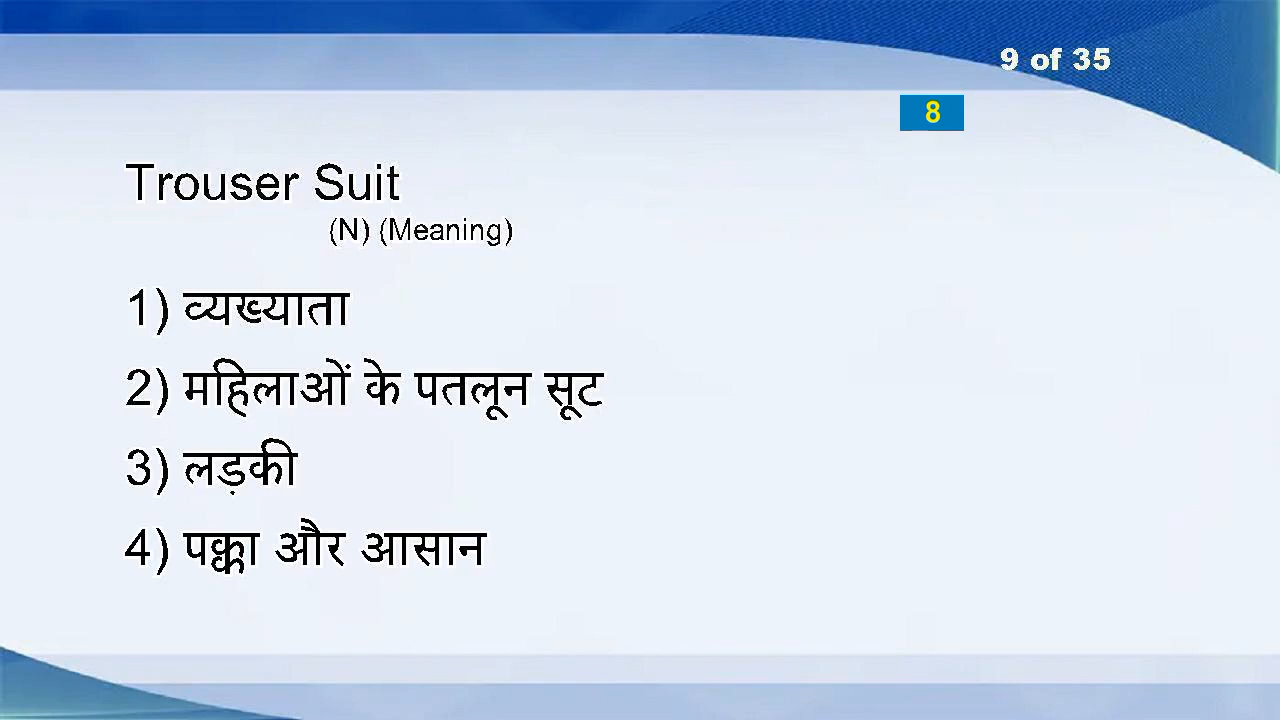 9 of 35
8
Trouser Suit
(N) (Meaning)
1) व्यख्याता
2) महिलाओं के पतलून सूट
3) लड़की
4) पक्का और आसान